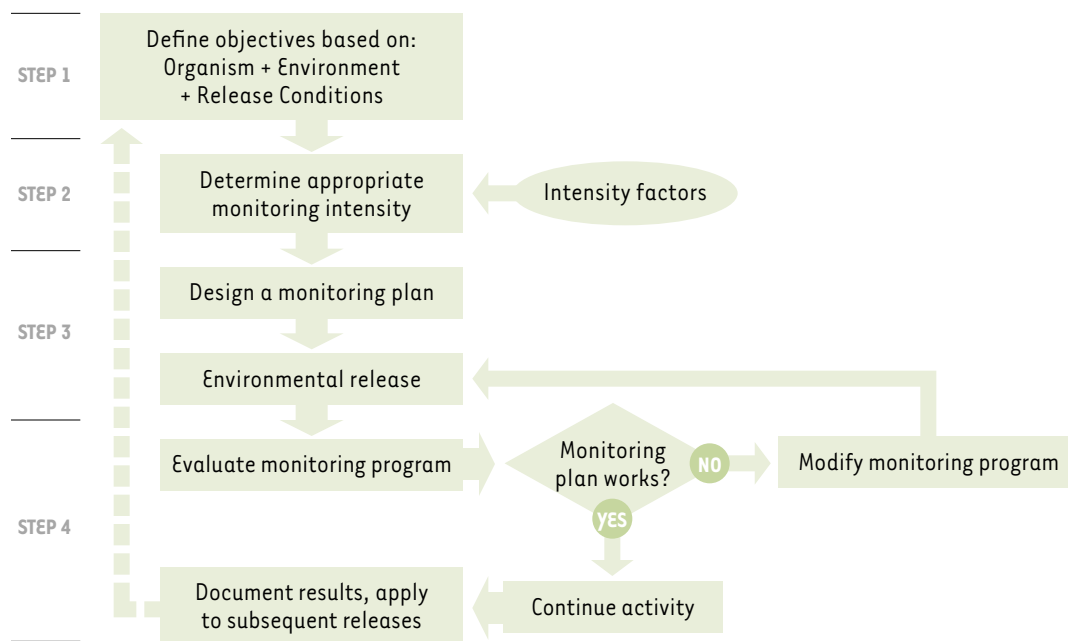 STEP 1
Define objectives based on:
Organism + Environment
+ Release Conditions
STEP 2
Determine appropriate
monitoring intensity
Intensity factors
STEP 3
Design a monitoring plan
Environmental release
STEP 4
Evaluate monitoring program
Monitoring
plan works?
NO
Modify monitoring program
YES
Document results, apply
to subsequent releases
Continue activity